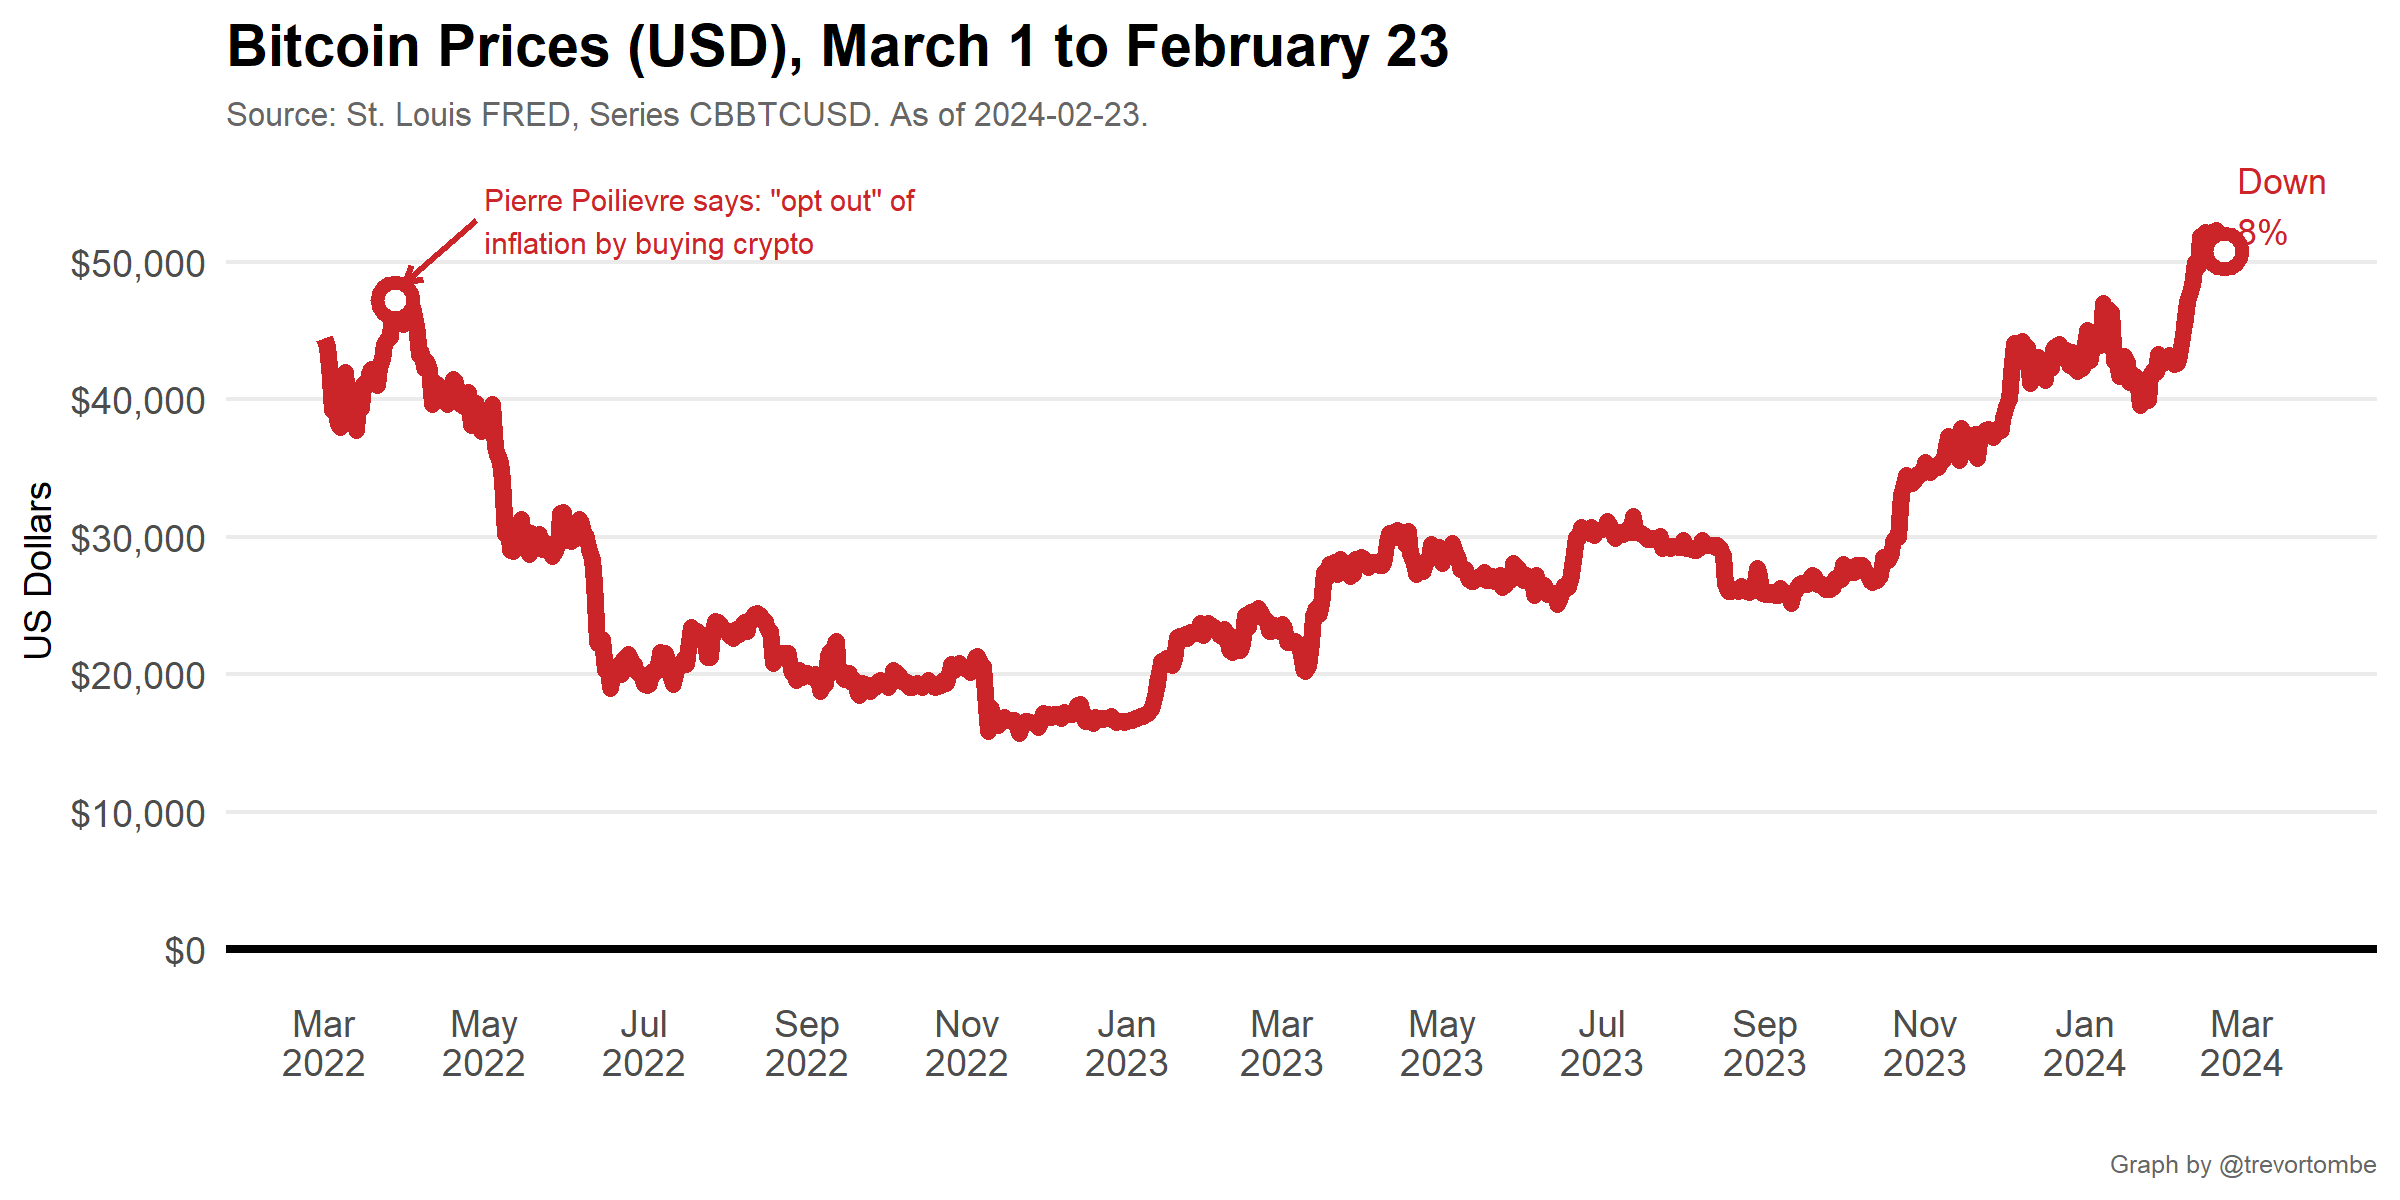 Bitcoin Prices (USD), March 1 to February 23
Source: St. Louis FRED, Series CBBTCUSD. As of 2024-02-23.
Down
8%
Pierre Poilievre says: "opt out" of
inflation by buying crypto
US Dollars
$50,000
$40,000
$30,000
$20,000
$10,000
$0
Mar May Jul Sep Nov Jan Mar May Jul Sep Nov Jan Mar
2022 2022 2022 2022 2022 2023 2023 2023 2023 2023 2023 2024 2024
Graph by @trevortombe